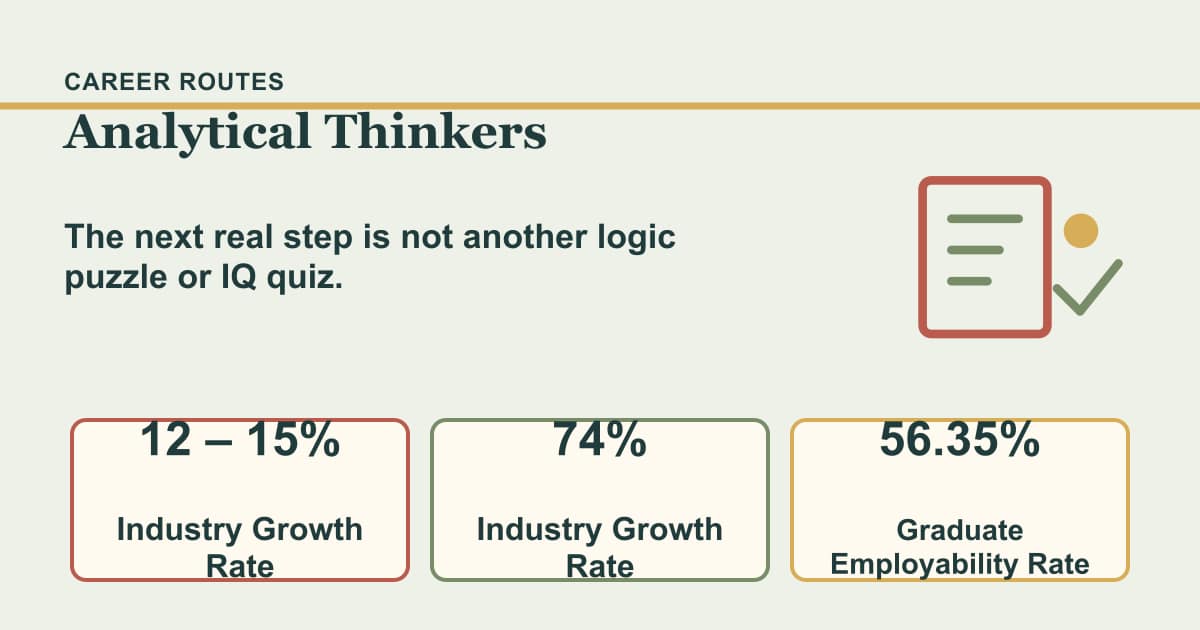 CAREER ROUTES
Analytical Thinkers
The next real step is not another logic
puzzle or IQ quiz.
12 – 15%
Industry Growth
Rate
74%
Industry Growth
Rate
56.35%
Graduate
Employability Rate